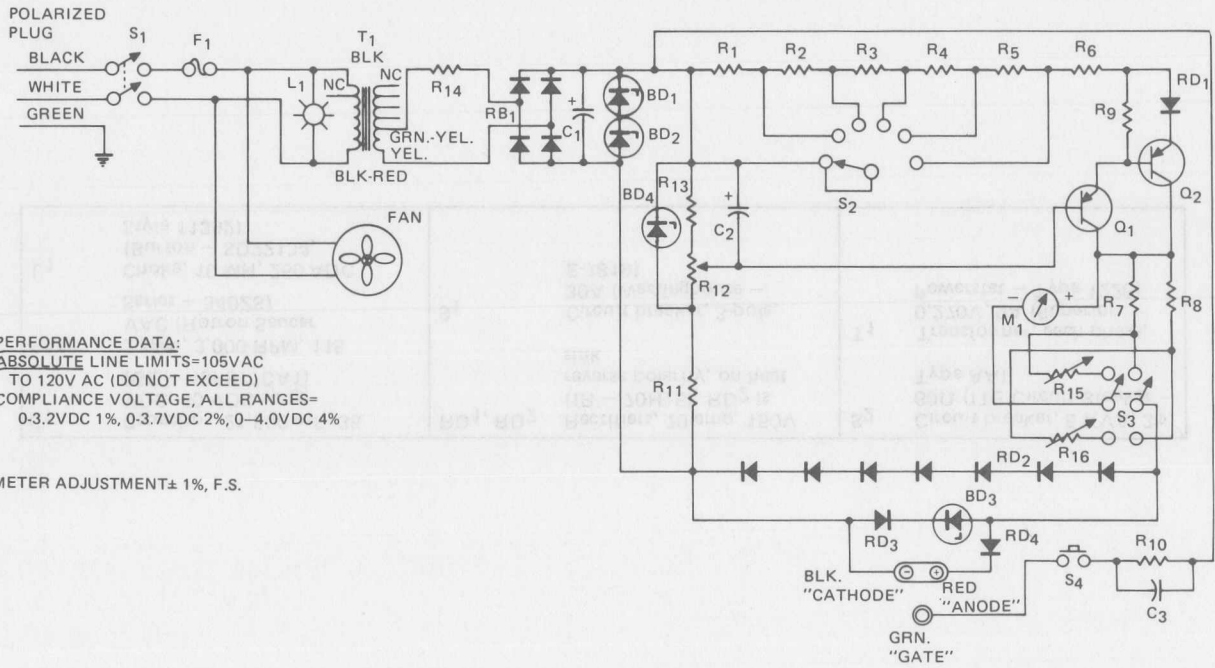 POLARIZED
PLUG
BLACK
WHITE
GREEN
S1
F1
L1
T1
BLK
NC
NC
R14
GRN.-YEL.
YEL.
BLK-RED
RB1
C1
+
BD1
BD2
R1
R2
R3
R4
R5
R6
RD1
R9
Q2
S2
BD4
R13
C2
+
Q1
R12
FAN
- +
M1
R7
R8
R15
S3
R16
R11
RD2
BD3
RD3
RD4
BLK.
"CATHODE"
- +
RED
"ANODE"
GRN.
"GATE"
S4
R10
C3
PERFORMANCE DATA:
ABSOLUTE LINE LIMITS=105VAC
TO 120V AC (DO NOT EXCEED)
COMPLIANCE VOLTAGE, ALL RANGES=
0-3.2VDC 1%, 0-3.7VDC 2%, 0-4.0VDC 4%
METER ADJUSTMENT± 1%, F.S.